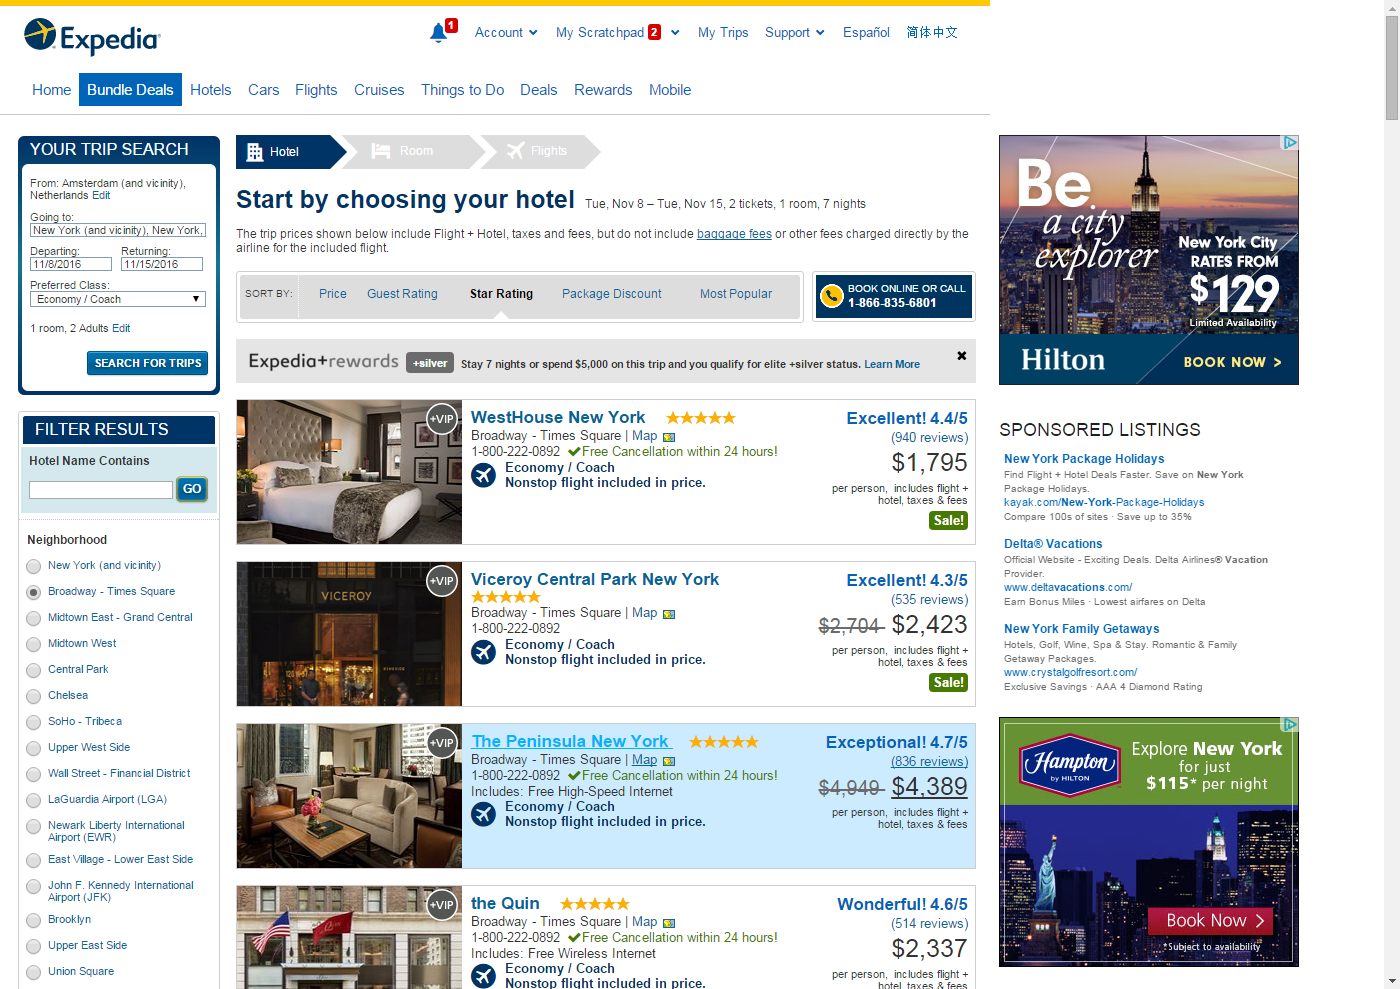 Expedia
1
Account
My Scratchpad 2
My Trips
Support
Español
简体中文
Home
Bundle Deals
Hotels
Cars
Flights
Cruises
Things to Do
Deals
Rewards
Mobile
YOUR TRIP SEARCH
From: Amsterdam (and vicinity),
Netherlands Edit
Going to:
New York (and vicinity), New York,
Departing: Returning:
11/8/2016 11/15/2016
Preferred Class:
Economy / Coach
1 room, 2 Adults Edit
SEARCH FOR TRIPS
FILTER RESULTS
Hotel Name Contains
GO
Neighborhood
New York (and vicinity)
Broadway - Times Square
Midtown East - Grand Central
Midtown West
Central Park
Chelsea
SoHo - Tribeca
Upper West Side
Wall Street - Financial District
LaGuardia Airport (LGA)
Newark Liberty International
Airport (EWR)
East Village - Lower East Side
John F. Kennedy International
Airport (JFK)
Brooklyn
Upper East Side
Union Square
Hotel
Room
Flights
Start by choosing your hotel Tue, Nov 8 – Tue, Nov 15, 2 tickets, 1 room, 7 nights
The trip prices shown below include Flight + Hotel, taxes and fees, but do not include baggage fees or other fees charged directly by the
airline for the included flight.
SORT BY: Price Guest Rating Star Rating Package Discount Most Popular
BOOK ONLINE OR CALL
1-866-835-6801
Expedia+rewards +silver Stay 7 nights or spend $5,000 on this trip and you qualify for elite +silver status. Learn More
+VIP
WestHouse New York
Broadway - Times Square | Map
1-800-222-0892 Free Cancellation within 24 hours!
Economy / Coach
Nonstop flight included in price.
Excellent! 4.4/5
(940 reviews)
$1,795
per person, includes flight +
hotel, taxes & fees
Sale!
VICEROY
+VIP
Viceroy Central Park New York
Broadway - Times Square | Map
1-800-222-0892
Economy / Coach
Nonstop flight included in price.
Excellent! 4.3/5
(535 reviews)
$2,704 $2,423
per person, includes flight +
hotel, taxes & fees
Sale!
+VIP
The Peninsula New York
Broadway - Times Square | Map
1-800-222-0892 Free Cancellation within 24 hours!
Includes: Free High-Speed Internet
Economy / Coach
Nonstop flight included in price.
Exceptional! 4.7/5
(836 reviews)
$4,949 $4,389
per person, includes flight +
hotel, taxes & fees
+VIP
the Quin
Broadway - Times Square | Map
1-800-222-0892 Free Cancellation within 24 hours!
Includes: Free Wireless Internet
Economy / Coach
Nonstop flight included in price.
Wonderful! 4.6/5
(514 reviews)
$2,337
per person, includes flight +
hotel, taxes & fees
Be
a city
explorer
New York City
RATES FROM
$129
Limited Availability
Hilton
BOOK NOW >
SPONSORED LISTINGS
New York Package Holidays
Find Flight + Hotel Deals Faster. Save on New York
Package Holidays.
kayak.com/New-York-Package-Holidays
Compare 100s of sites · Save up to 35%
Delta® Vacations
Official Website - Exciting Deals. Delta Airlines® Vacation
Provider.
www.deltavacations.com/
Earn Bonus Miles · Lowest airfares on Delta
New York Family Getaways
Hotels, Golf, Wine, Spa & Stay. Romantic & Family
Getaway Packages.
www.crystalgolfresort.com/
Exclusive Savings · AAA 4 Diamond Rating
Hampton
by HILTON
Explore New York
for just
$115* per night
Book Now >
*Subject to availability